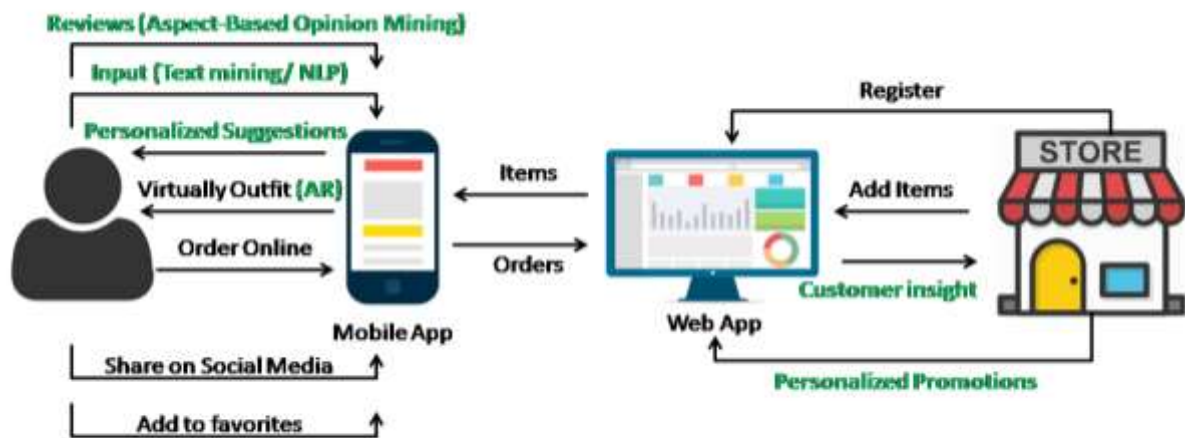 Reviews (Aspect-Based Opinion Mining)
Input (Text mining/ NLP)
Personalized Suggestions
Virtually Outfit (AR)
Order Online
Mobile App
Share on Social Media
Add to favorites
Items
Orders
Register
STORE
Add Items
Customer insight
Web App
Personalized Promotions